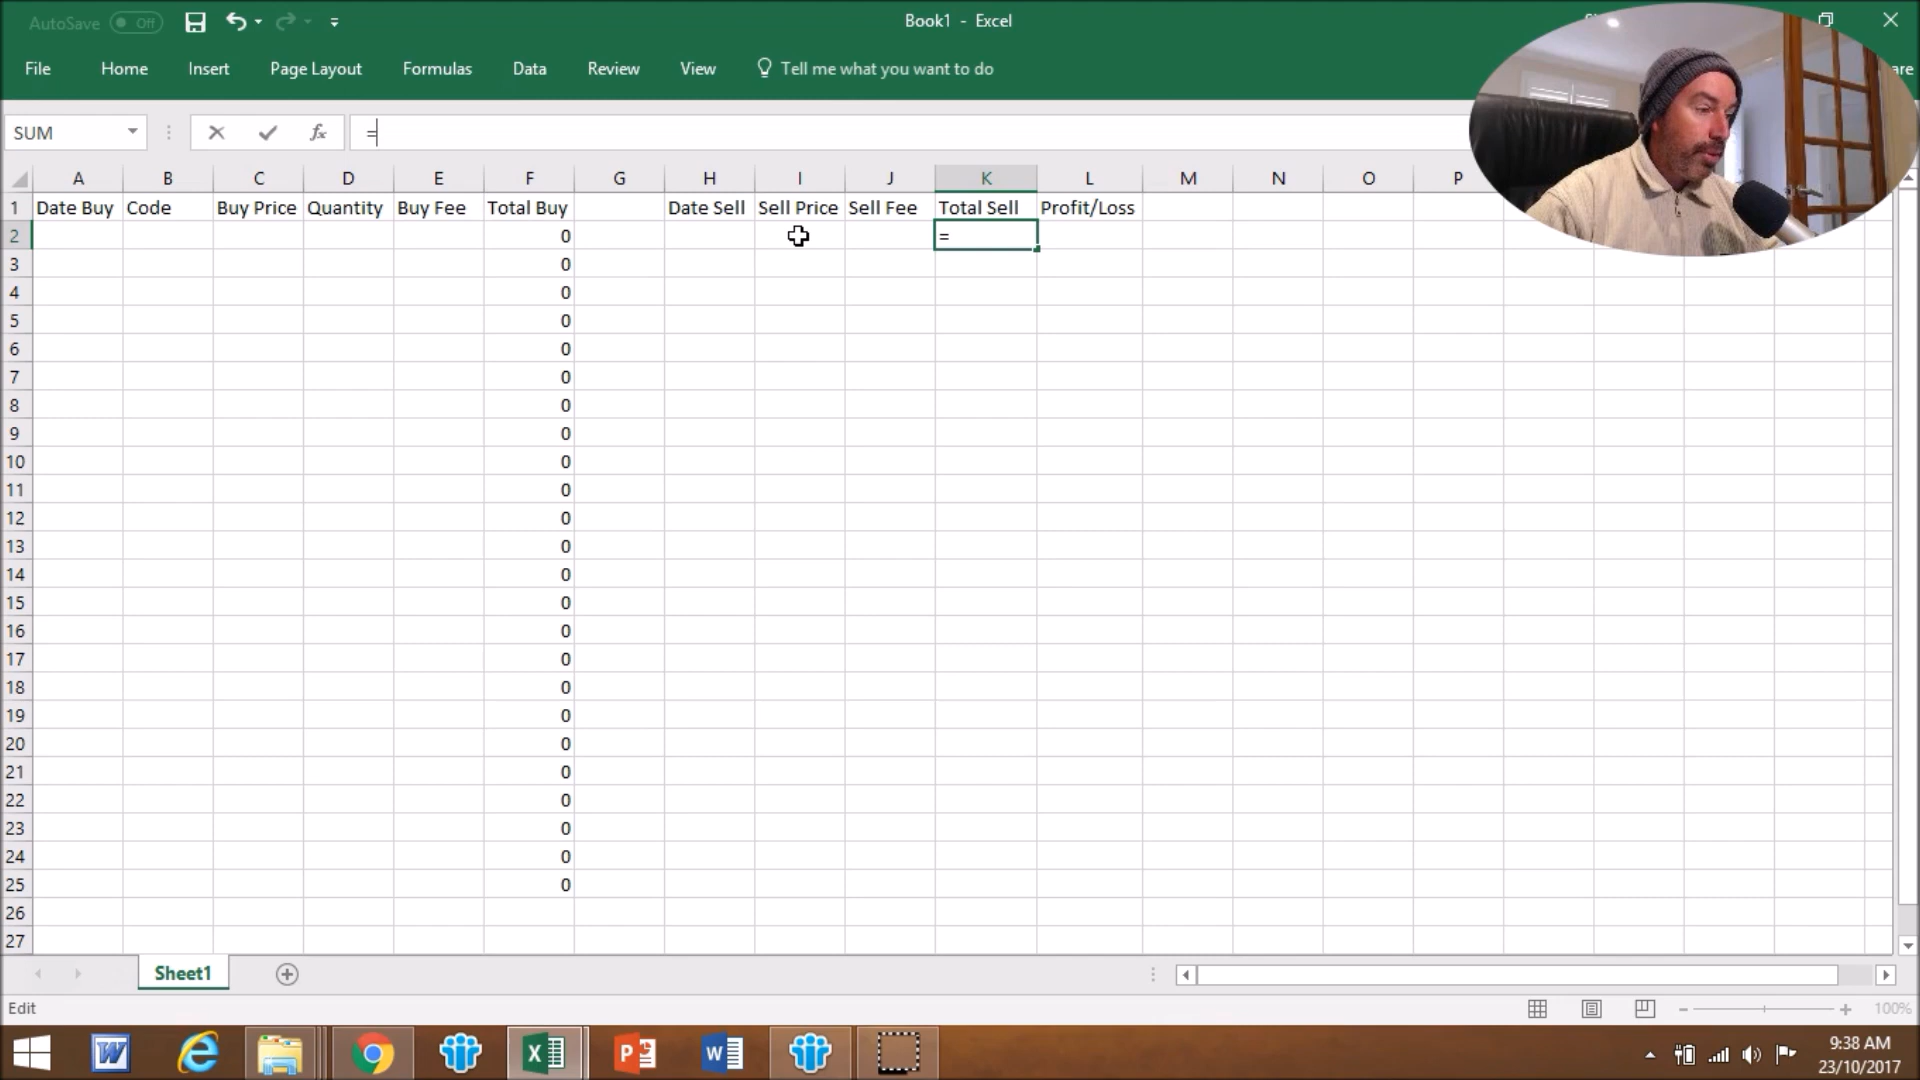 AutoSave Off
Book1 - Excel
File Home Insert Page Layout Formulas Data Review View Tell me what you want to do
are
SUM fx =
A B C D E F G H I J K L M N O P
1 Date Buy Code Buy Price Quantity Buy Fee Total Buy Date Sell Sell Price Sell Fee Total Sell Profit/Loss
2 0 =
3 0
4 0
5 0
6 0
7 0
8 0
9 0
10 0
11 0
12 0
13 0
14 0
15 0
16 0
17 0
18 0
19 0
20 0
21 0
22 0
23 0
24 0
25 0
26
27
Sheet1
Edit
100%
9:38 AM
23/10/2017